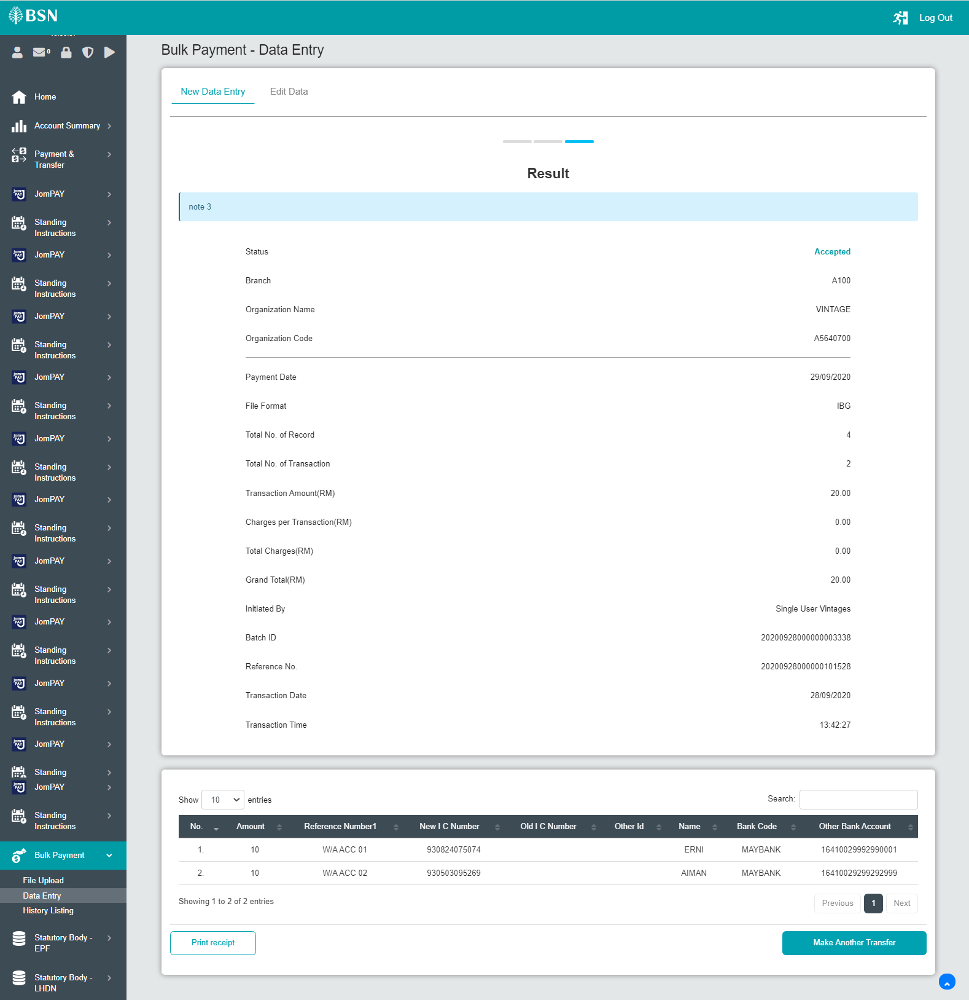 BSN
Log Out
0
Home
Account Summary
Payment &
Transfer
JomPAY
Standing
Instructions
JomPAY
Standing
Instructions
JomPAY
Standing
Instructions
JomPAY
Standing
Instructions
JomPAY
Standing
Instructions
JomPAY
Standing
Instructions
JomPAY
Standing
Instructions
JomPAY
Standing
Instructions
JomPAY
Standing
Instructions
JomPAY
Standing
JomPAY
Standing
Instructions
Bulk Payment
File Upload
Data Entry
History Listing
Statutory Body -
EPF
Statutory Body -
LHDN
Bulk Payment - Data Entry
New Data Entry Edit Data
Result
note 3
Status Accepted
Branch A100
Organization Name VINTAGE
Organization Code A5640700
Payment Date 29/09/2020
File Format IBG
Total No. of Record 4
Total No. of Transaction 2
Transaction Amount(RM) 20.00
Charges per Transaction(RM) 0.00
Total Charges(RM) 0.00
Grand Total(RM) 20.00
Initiated By Single User Vintages
Batch ID 20200928000000003338
Reference No. 20200928000000101528
Transaction Date 28/09/2020
Transaction Time 13:42:27
Show 10 entries Search:
No. Amount Reference Number1 New I C Number Old I C Number Other Id Name Bank Code Other Bank Account
1. 10 W/A ACC 01 930824075074 ERNI MAYBANK 16410029992990001
2. 10 W/A ACC 02 930503095269 AIMAN MAYBANK 16410029299292999
Showing 1 to 2 of 2 entries Previous 1 Next
Print receipt Make Another Transfer